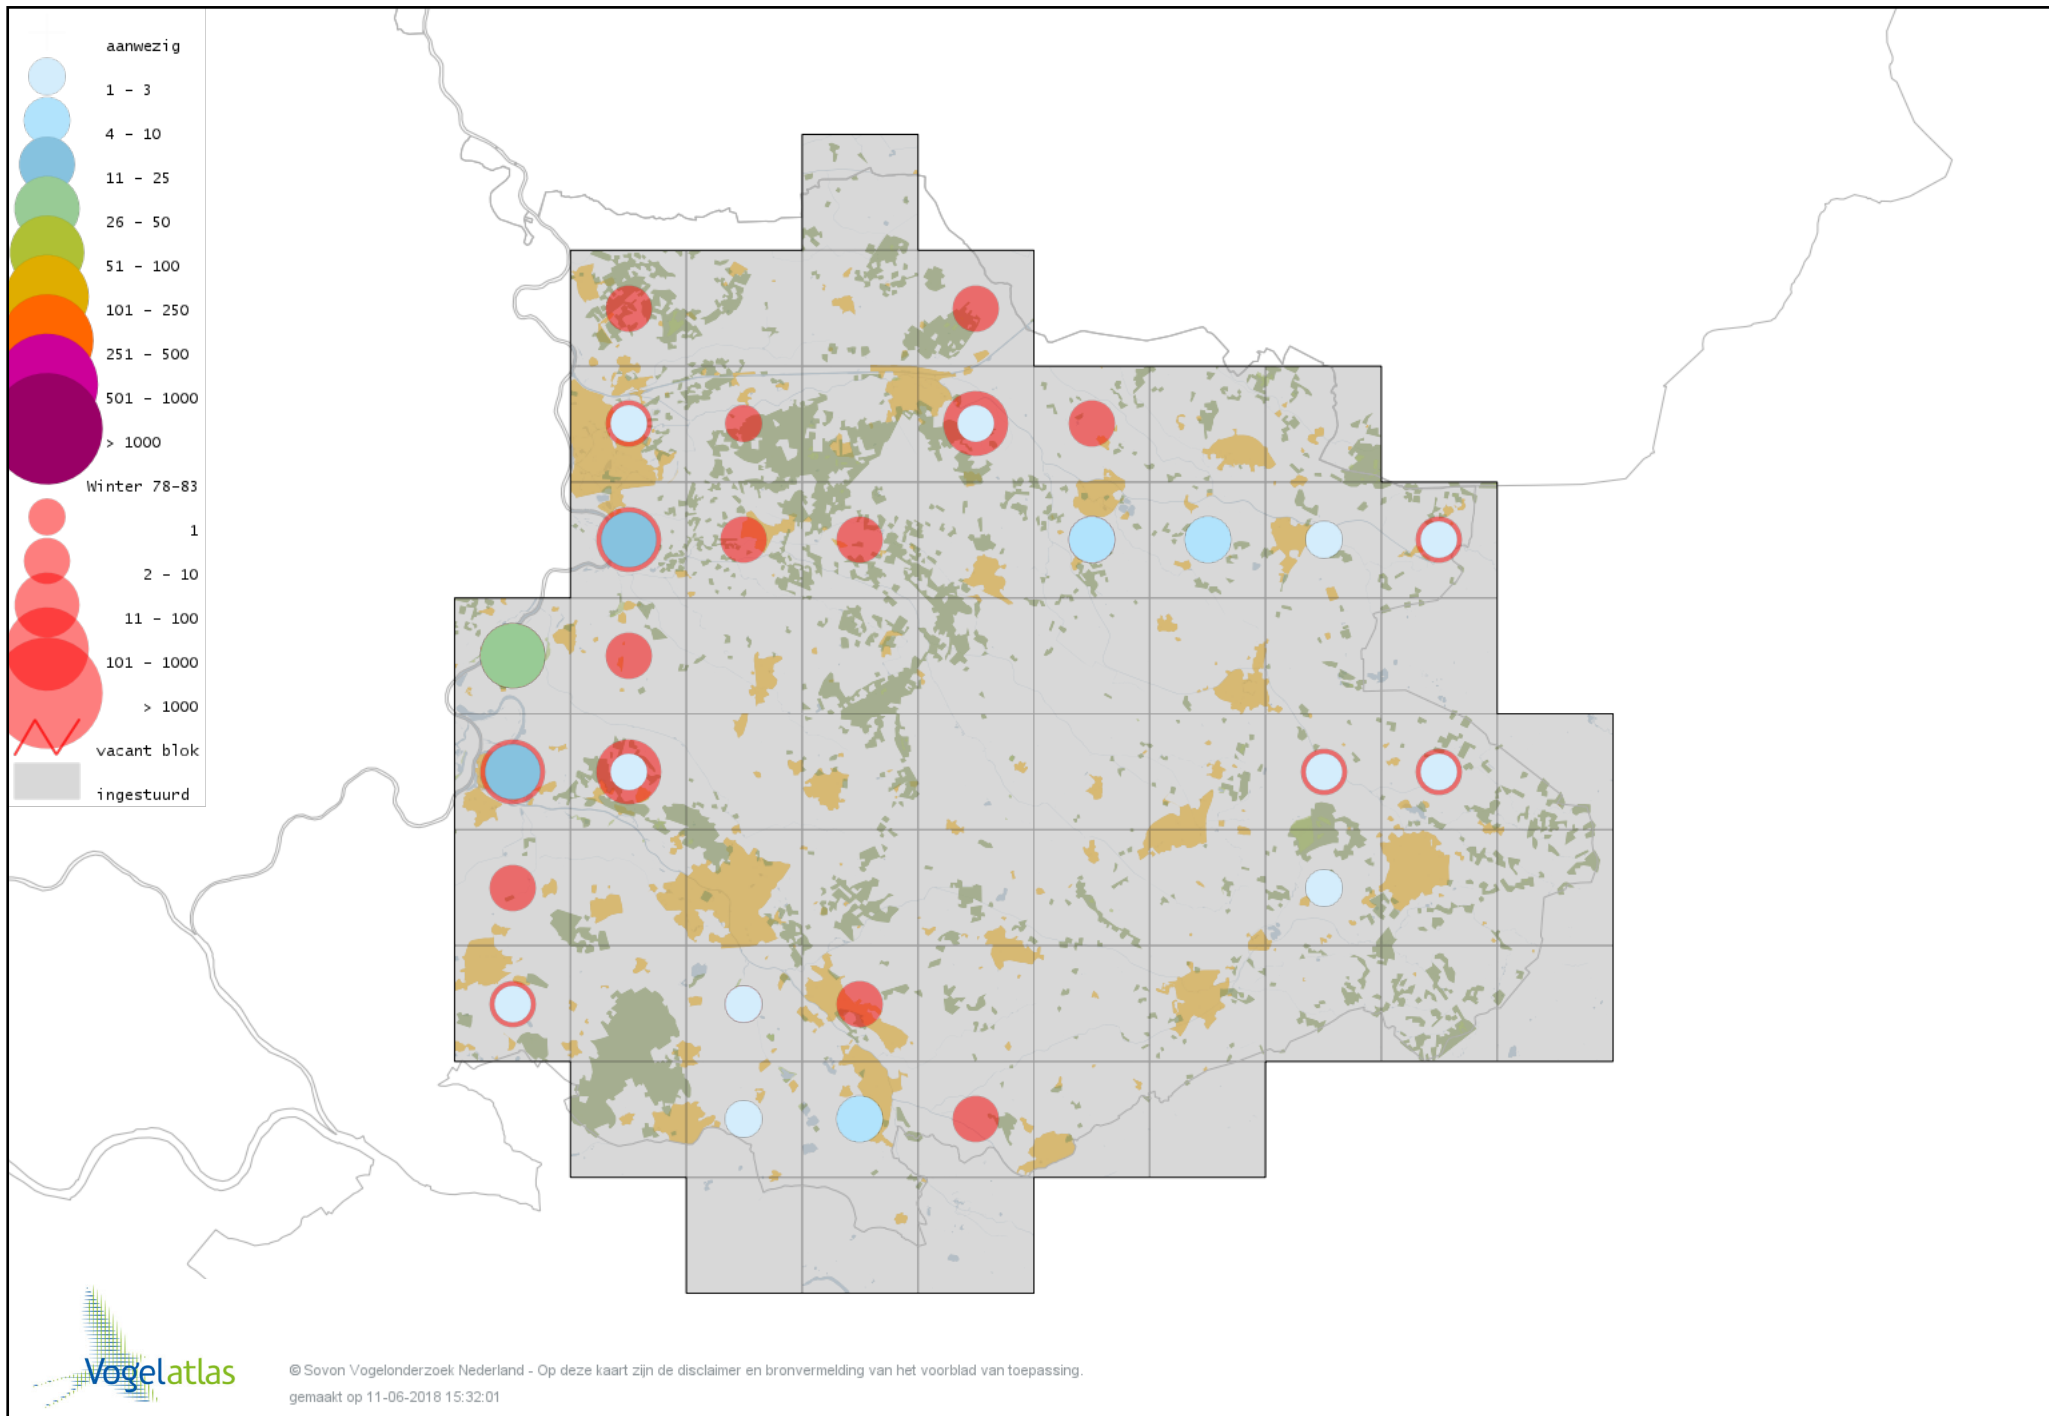 aanwezig
1 - 3
4 - 10
11 - 25
26 - 50
51 - 100
101 - 250
251 - 500
501 - 1000
> 1000
Winter 78-83
1
2 - 10
11 - 100
101 - 1000
> 1000
vacant blok
ingestuurd
Vogelatlas
© Sovon Vogelonderzoek Nederland - Op deze kaart zijn de disclaimer en bronvermelding van het voorblad van toepassing.
gemaakt op 11-06-2018 15:32:01